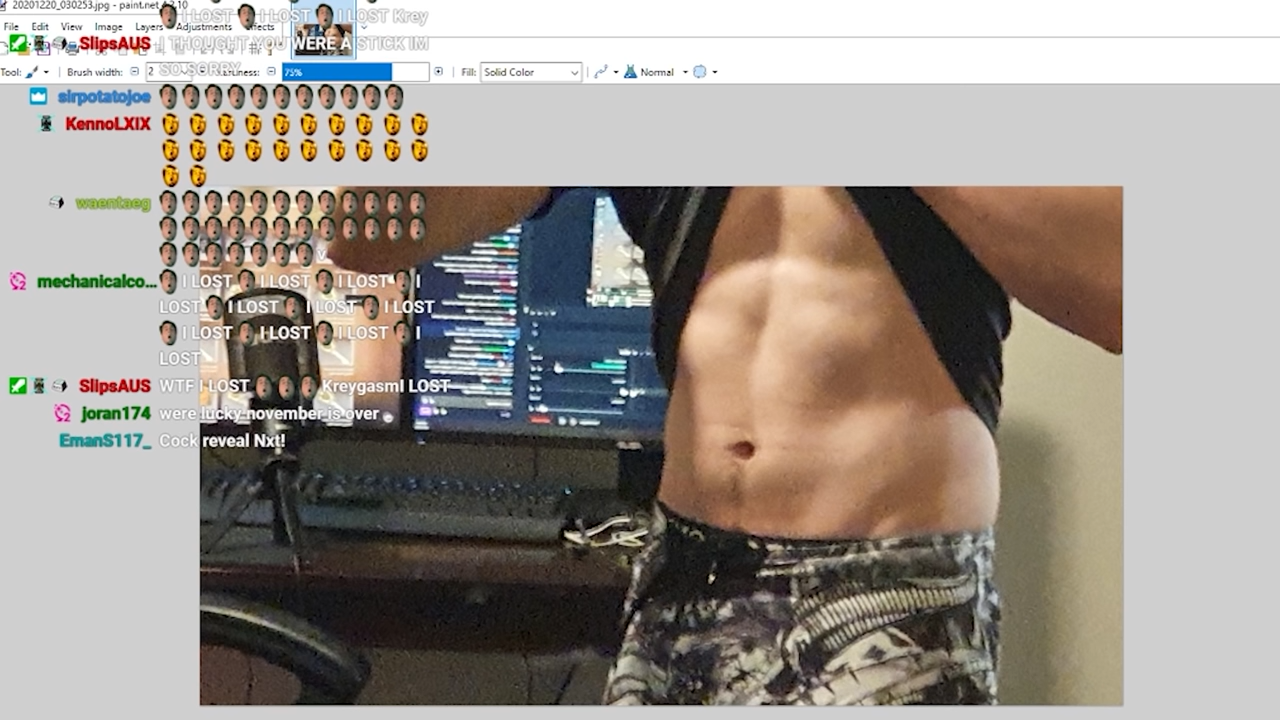 20201220_030253.jpg - paint.net 4.2.10
I LOST I LOST I LOST Krey
File Edit View Image Layers Adjustments Effects
SlipsAUS I THOUGHT YOU WERE A STICK IM
SO SORRY
Tool: Brush width: 2 Hardness: 75% Fill: Solid Color Normal
sirpotatojoe
KennoLXIX
waentaeg
mechanicalco... I LOST I LOST I LOST I
LOST I LOST I LOST I LOST
I LOST I LOST I LOST I
LOST
SlipsAUS WTF I LOST KreygasmI LOST
joran174 were lucky november is over
EmanS117_ Cock reveal Nxt!